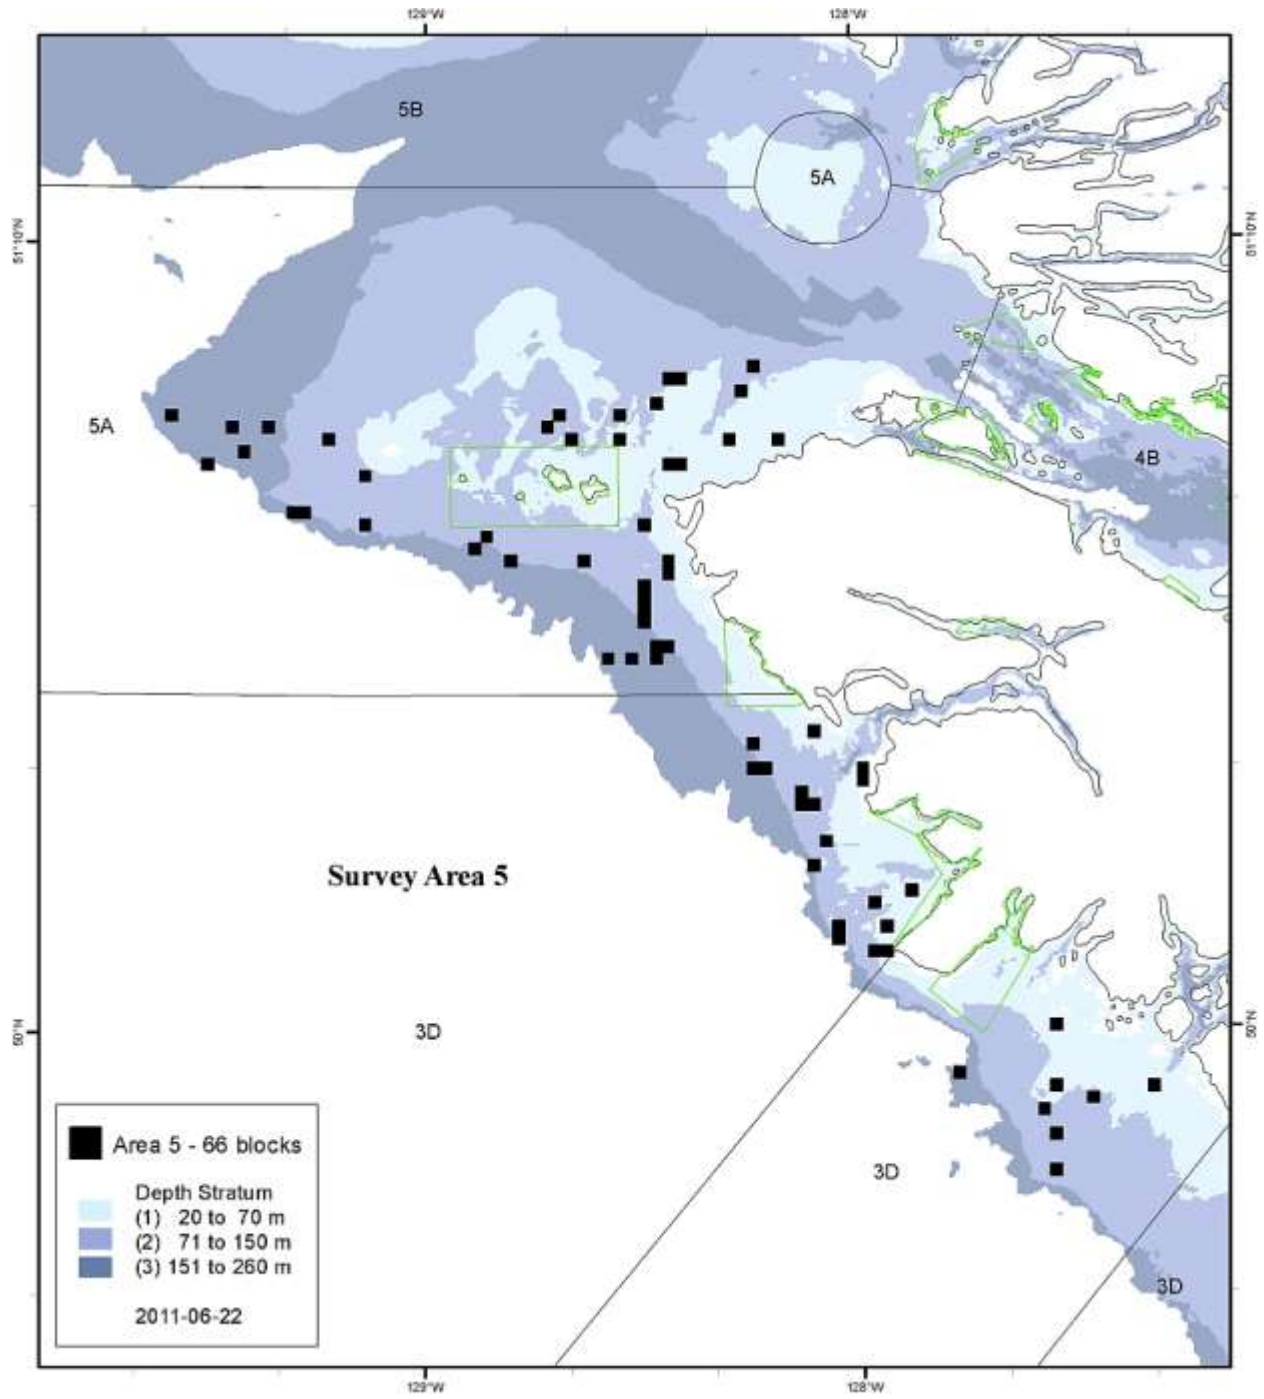 129°W 128°W
5B
5A
51°10'N 51°10'N
5A
4B
Survey Area 5
3D
50°N 50°N
3D
Area 5 - 66 blocks
Depth Stratum
(1) 20 to 70 m
(2) 71 to 150 m
(3) 151 to 260 m
2011-06-22
3D
129°W 128°W